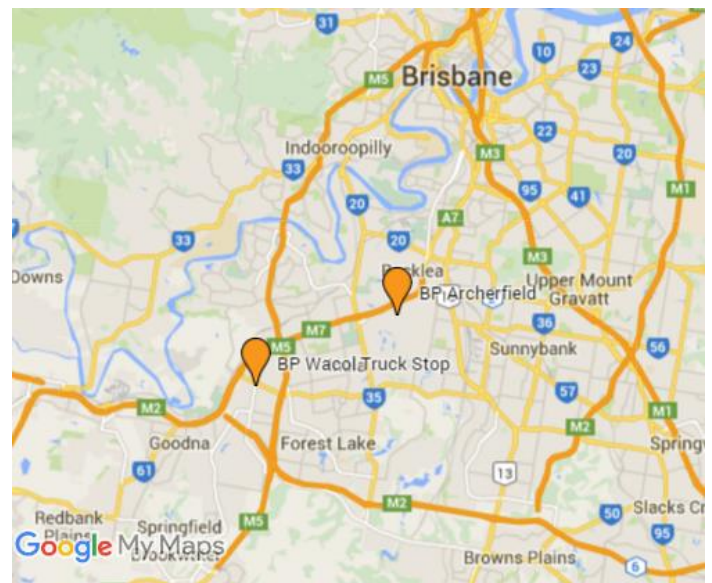 31
24
10
M5
Brisbane
23
Indooroopilly
22
M3
33
20
20
95
41
M1
33
20
A7
M3
Downs
Upper Mount
Gravatt
BP Archerfield
M7
36
M5
Sunnybank
56
BP Wacol Truck Stop
57
M2
35
M1
M2
Goodna
Forest Lake
61
13
M2
M5
50
Slacks
Redbank
Plains
Springfield
95
Google My Maps
Browns Plains
6